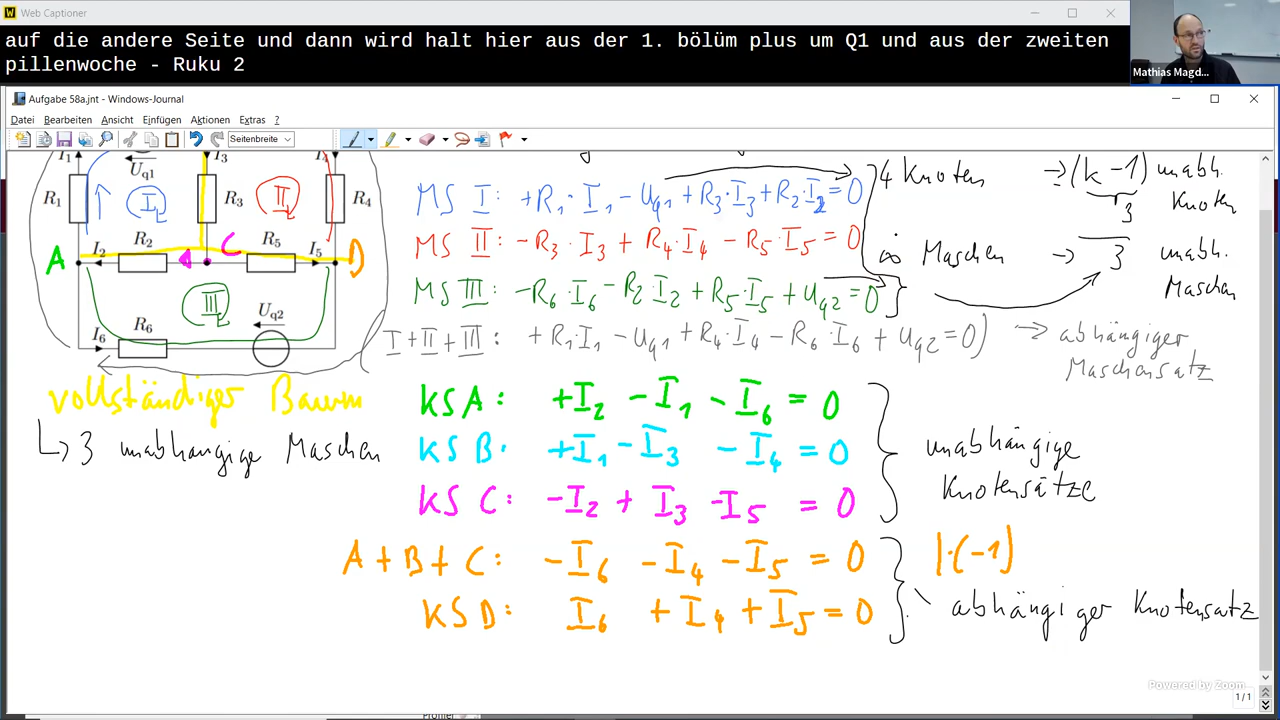 Web Captioner
auf die andere Seite und dann wird halt hier aus der 1. bölüm plus um Q1 und aus der zweiten
pillenwoche - Ruku 2
Mathias Magd...
Aufgabe 58a.jnt - Windows-Journal
Datei Bearbeiten Ansicht Einfügen Aktionen Extras ?
Seitenbreite
I1 Uq1 I3 I4
R1 I R3 II R4
A I2 R2 C R5 I5 D
III
I6 R6 Uq2
MS I: +R1·I1 - Uq1 + R3·I3 + R2·I2 = 0
MS II: -R3·I3 + R4·I4 - R5·I5 = 0
MS III: -R6·I6 - R2·I2 + R5·I5 + Uq2 = 0
I+II+III: +R1·I1 - Uq1 + R4·I4 - R6·I6 + Uq2 = 0) → abhängiger
Maschensatz
4 Knoten → (k-1) unabh.
3 Knoten
Maschen → 3 unabh.
Maschen
vollständiger Baum
↳ 3 unabhängige Maschen
KS A: +I2 - I1 - I6 = 0
KS B: +I1 - I3 - I4 = 0
KS C: -I2 + I3 - I5 = 0
unabhängige
Knotensätze
A + B + C: -I6 - I4 - I5 = 0 |·(-1)
KS D: I6 + I4 + I5 = 0
abhängiger Knotensatz
Powered by Zoom
1/1